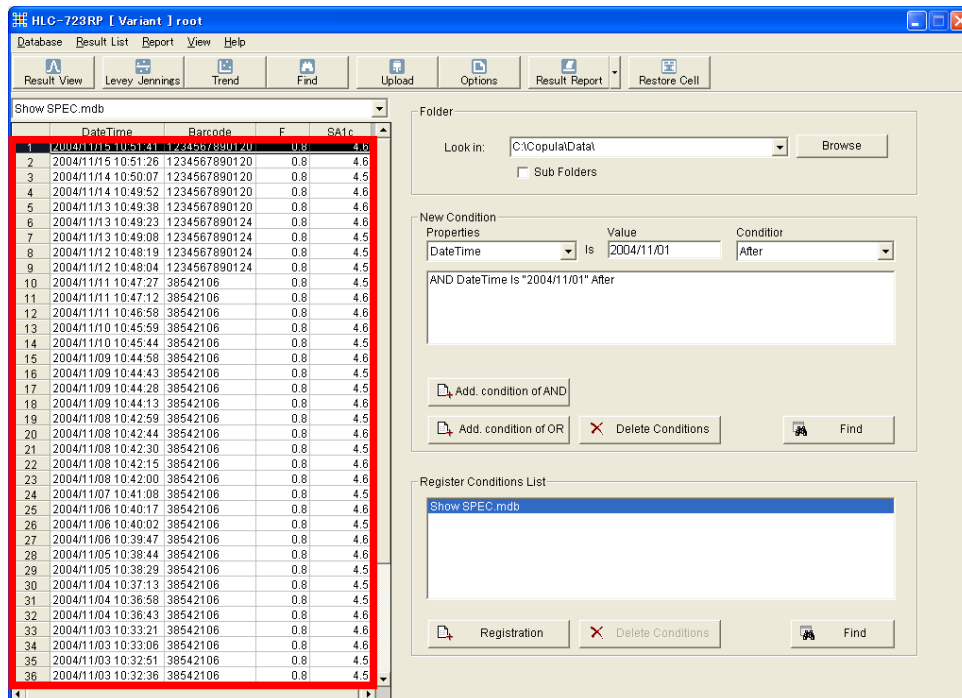 HLC-723RP [ Variant ] root
Database Result List Report View Help
Result View Levey Jennings Trend Find Upload Options Result Report Restore Cell
Show SPEC.mdb
DateTime Barcode F SA1c
1 2004/11/15 10:51:41 1234567890120 0.8 4.6
2 2004/11/15 10:51:26 1234567890120 0.8 4.6
3 2004/11/14 10:50:07 1234567890120 0.8 4.5
4 2004/11/14 10:49:52 1234567890120 0.8 4.6
5 2004/11/13 10:49:38 1234567890120 0.8 4.6
6 2004/11/13 10:49:23 1234567890124 0.8 4.6
7 2004/11/13 10:49:08 1234567890124 0.8 4.5
8 2004/11/12 10:48:19 1234567890124 0.8 4.5
9 2004/11/12 10:48:04 1234567890124 0.8 4.6
10 2004/11/11 10:47:27 38542106 0.8 4.6
11 2004/11/11 10:47:12 38542106 0.8 4.6
12 2004/11/11 10:46:58 38542106 0.8 4.6
13 2004/11/10 10:45:59 38542106 0.8 4.6
14 2004/11/10 10:45:44 38542106 0.8 4.5
15 2004/11/09 10:44:58 38542106 0.8 4.6
16 2004/11/09 10:44:43 38542106 0.8 4.6
17 2004/11/09 10:44:28 38542106 0.8 4.5
18 2004/11/09 10:44:13 38542106 0.8 4.6
19 2004/11/08 10:42:59 38542106 0.8 4.6
20 2004/11/08 10:42:44 38542106 0.8 4.6
21 2004/11/08 10:42:30 38542106 0.8 4.5
22 2004/11/08 10:42:15 38542106 0.8 4.6
23 2004/11/08 10:42:00 38542106 0.8 4.6
24 2004/11/07 10:41:08 38542106 0.8 4.5
25 2004/11/06 10:40:17 38542106 0.8 4.6
26 2004/11/06 10:40:02 38542106 0.8 4.5
27 2004/11/06 10:39:47 38542106 0.8 4.6
28 2004/11/05 10:38:44 38542106 0.8 4.6
29 2004/11/05 10:38:29 38542106 0.8 4.5
30 2004/11/04 10:37:13 38542106 0.8 4.5
31 2004/11/04 10:36:58 38542106 0.8 4.5
32 2004/11/04 10:36:43 38542106 0.8 4.6
33 2004/11/03 10:33:21 38542106 0.8 4.6
34 2004/11/03 10:33:06 38542106 0.8 4.6
35 2004/11/03 10:32:51 38542106 0.8 4.5
36 2004/11/03 10:32:36 38542106 0.8 4.5
Folder
Look in: C:\Copula\Data\ Browse
Sub Folders
New Condition
Properties Value Condition
DateTime Is 2004/11/01 After
AND DateTime Is "2004/11/01" After
Add. condition of AND
Add. condition of OR Delete Conditions Find
Register Conditions List
Show SPEC.mdb
Registration Delete Conditions Find